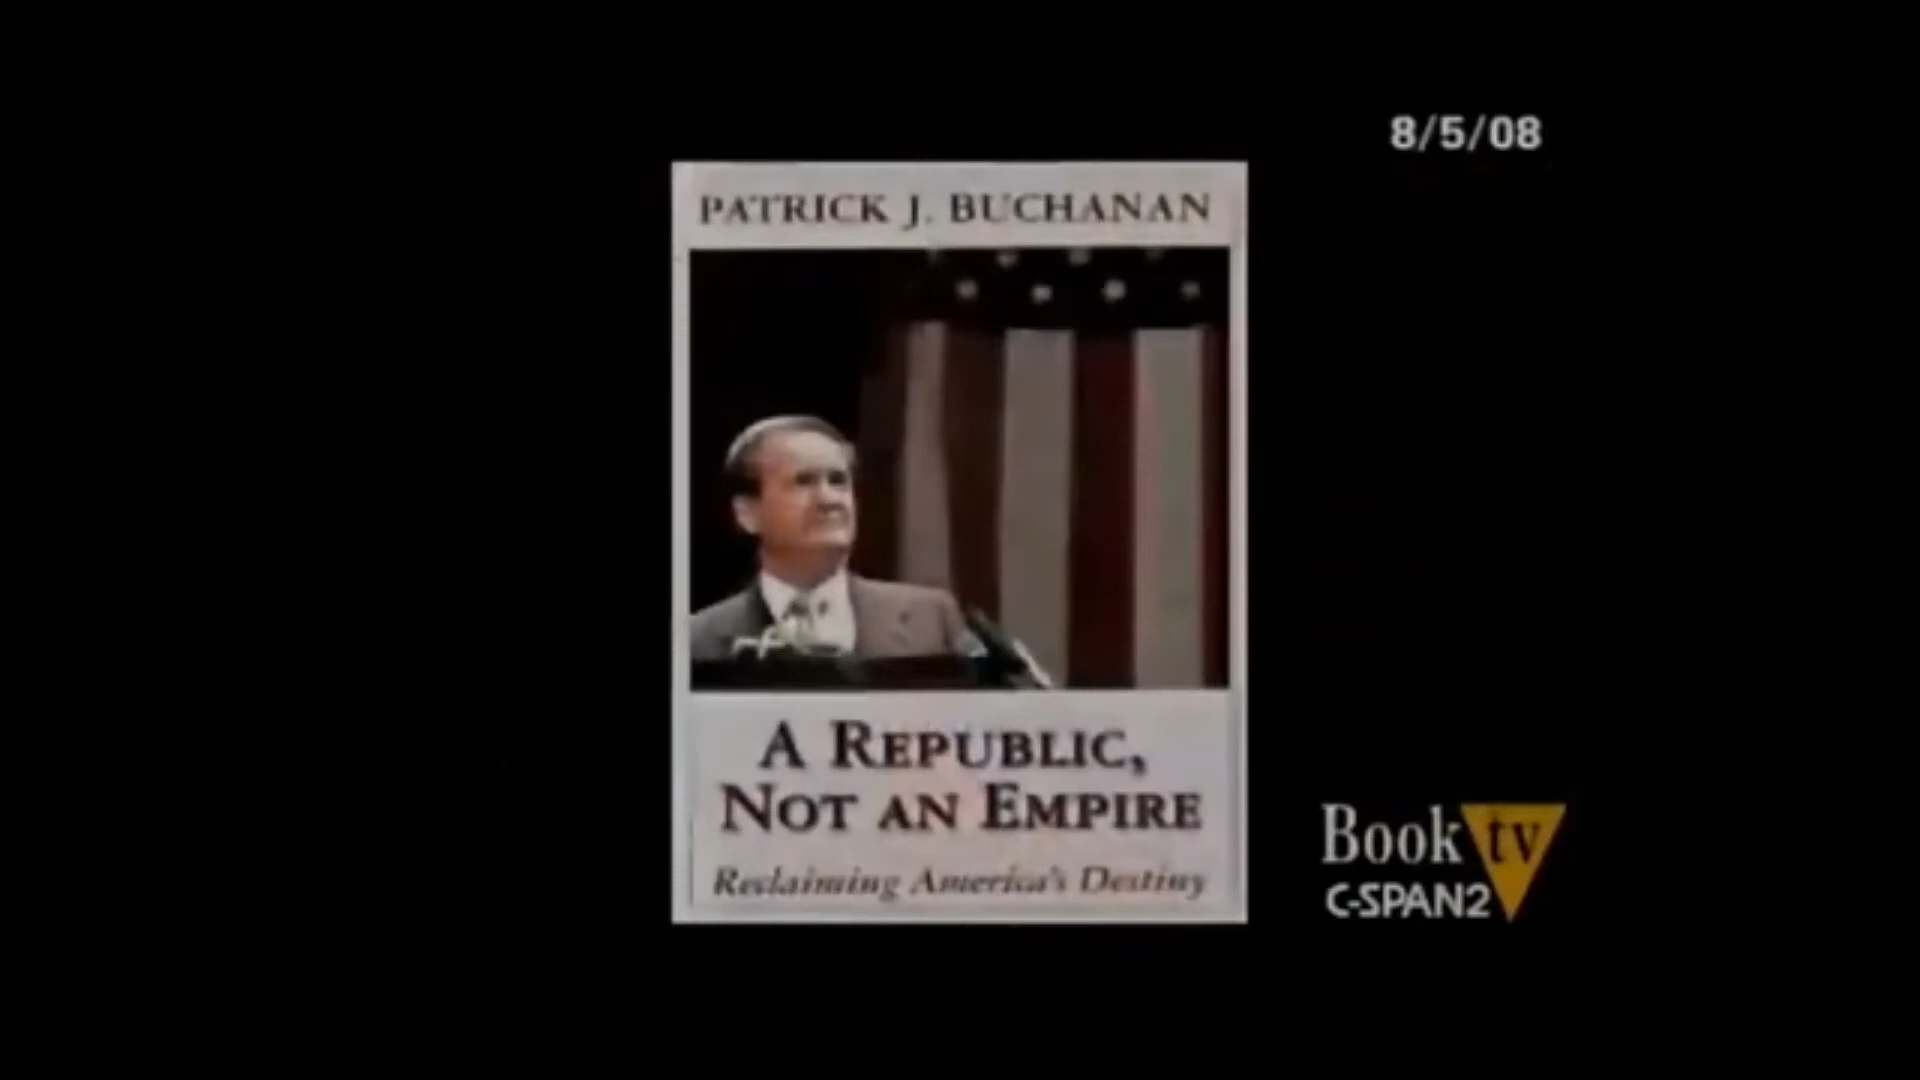 8/5/08
PATRICK J. BUCHANAN
A REPUBLIC,
NOT AN EMPIRE
Reclaiming America's Destiny
Book tv
C-SPAN2